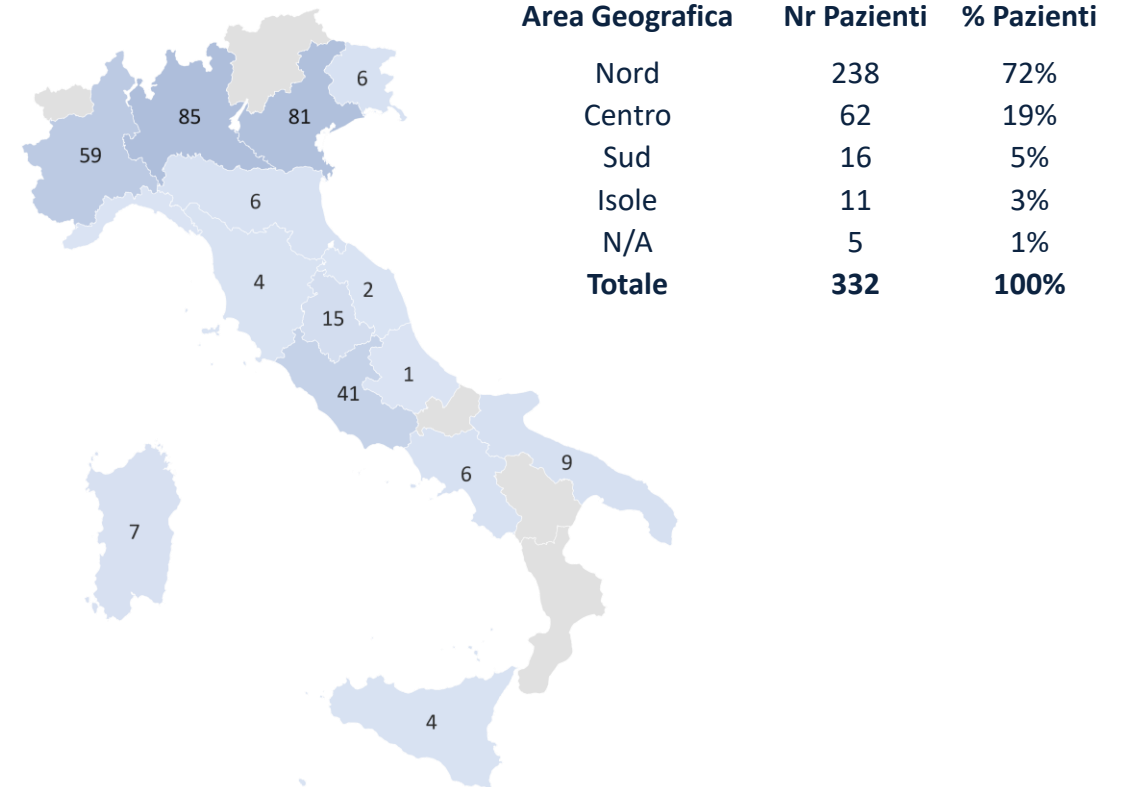 Area Geografica Nr Pazienti % Pazienti
Nord 238 72%
Centro 62 19%
Sud 16 5%
Isole 11 3%
N/A 5 1%
Totale 332 100%
6
85 81
59
6
4 2
15
1
41
9
6
7
4